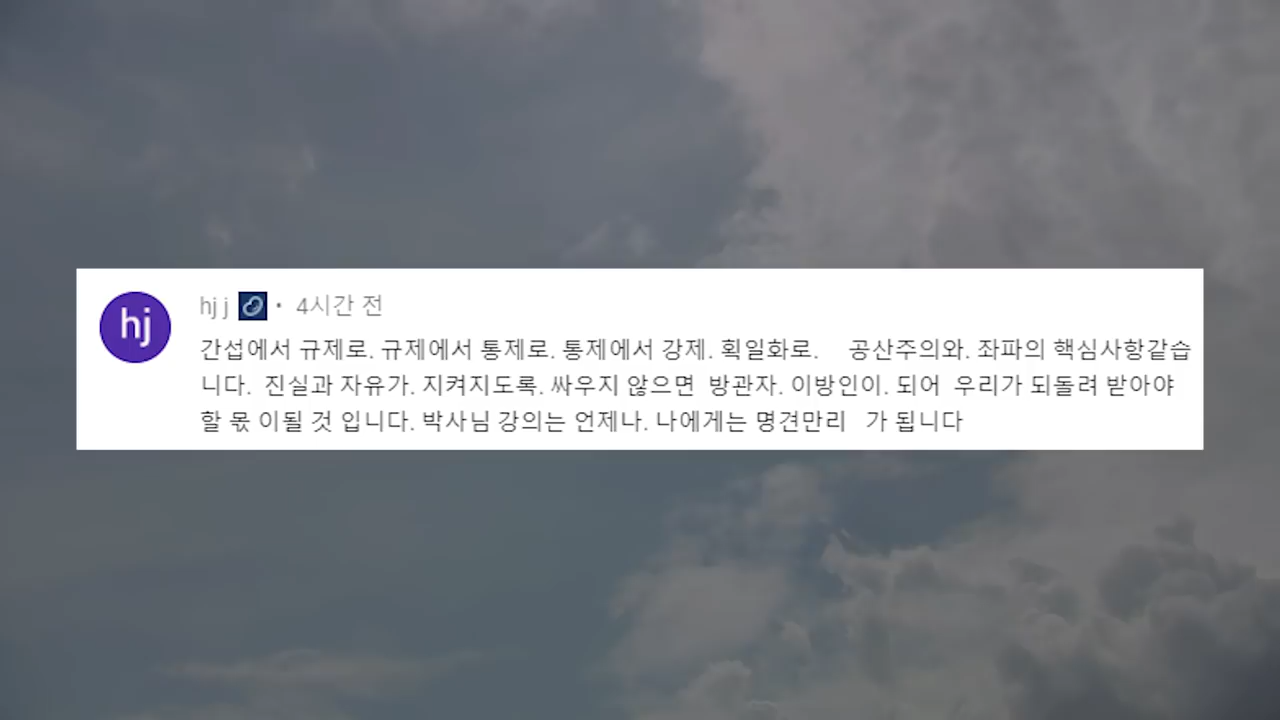 hj
hj j · 4시간 전
간섭에서 규제로. 규제에서 통제로. 통제에서 강제. 획일화로. 공산주의와. 좌파의 핵심사항같습
니다. 진실과 자유가. 지켜지도록. 싸우지 않으면 방관자. 이방인이. 되어 우리가 되돌려 받아야
할 몫 이될 것 입니다. 박사님 강의는 언제나. 나에게는 명견만리 가 됩니다